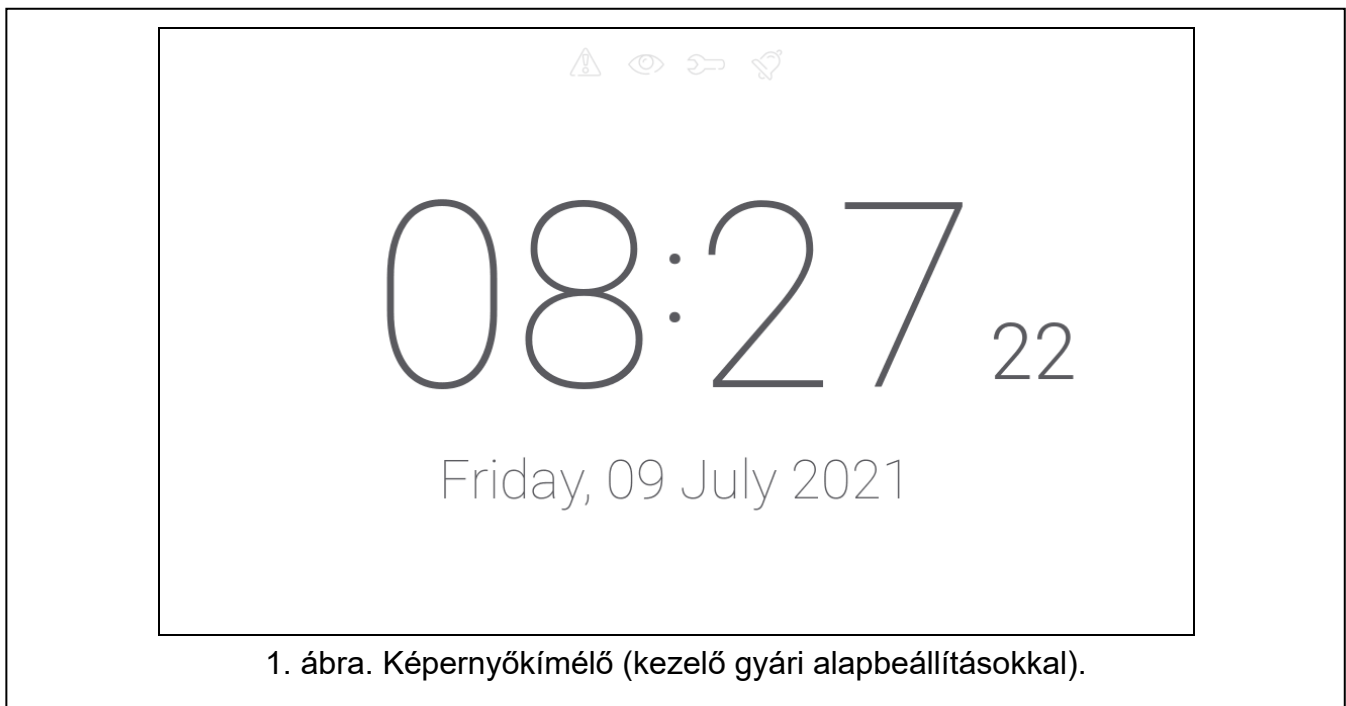 08:27 22
Friday, 09 July 2021
1. ábra. Képernyőkímélő (kezelő gyári alapbeállításokkal).